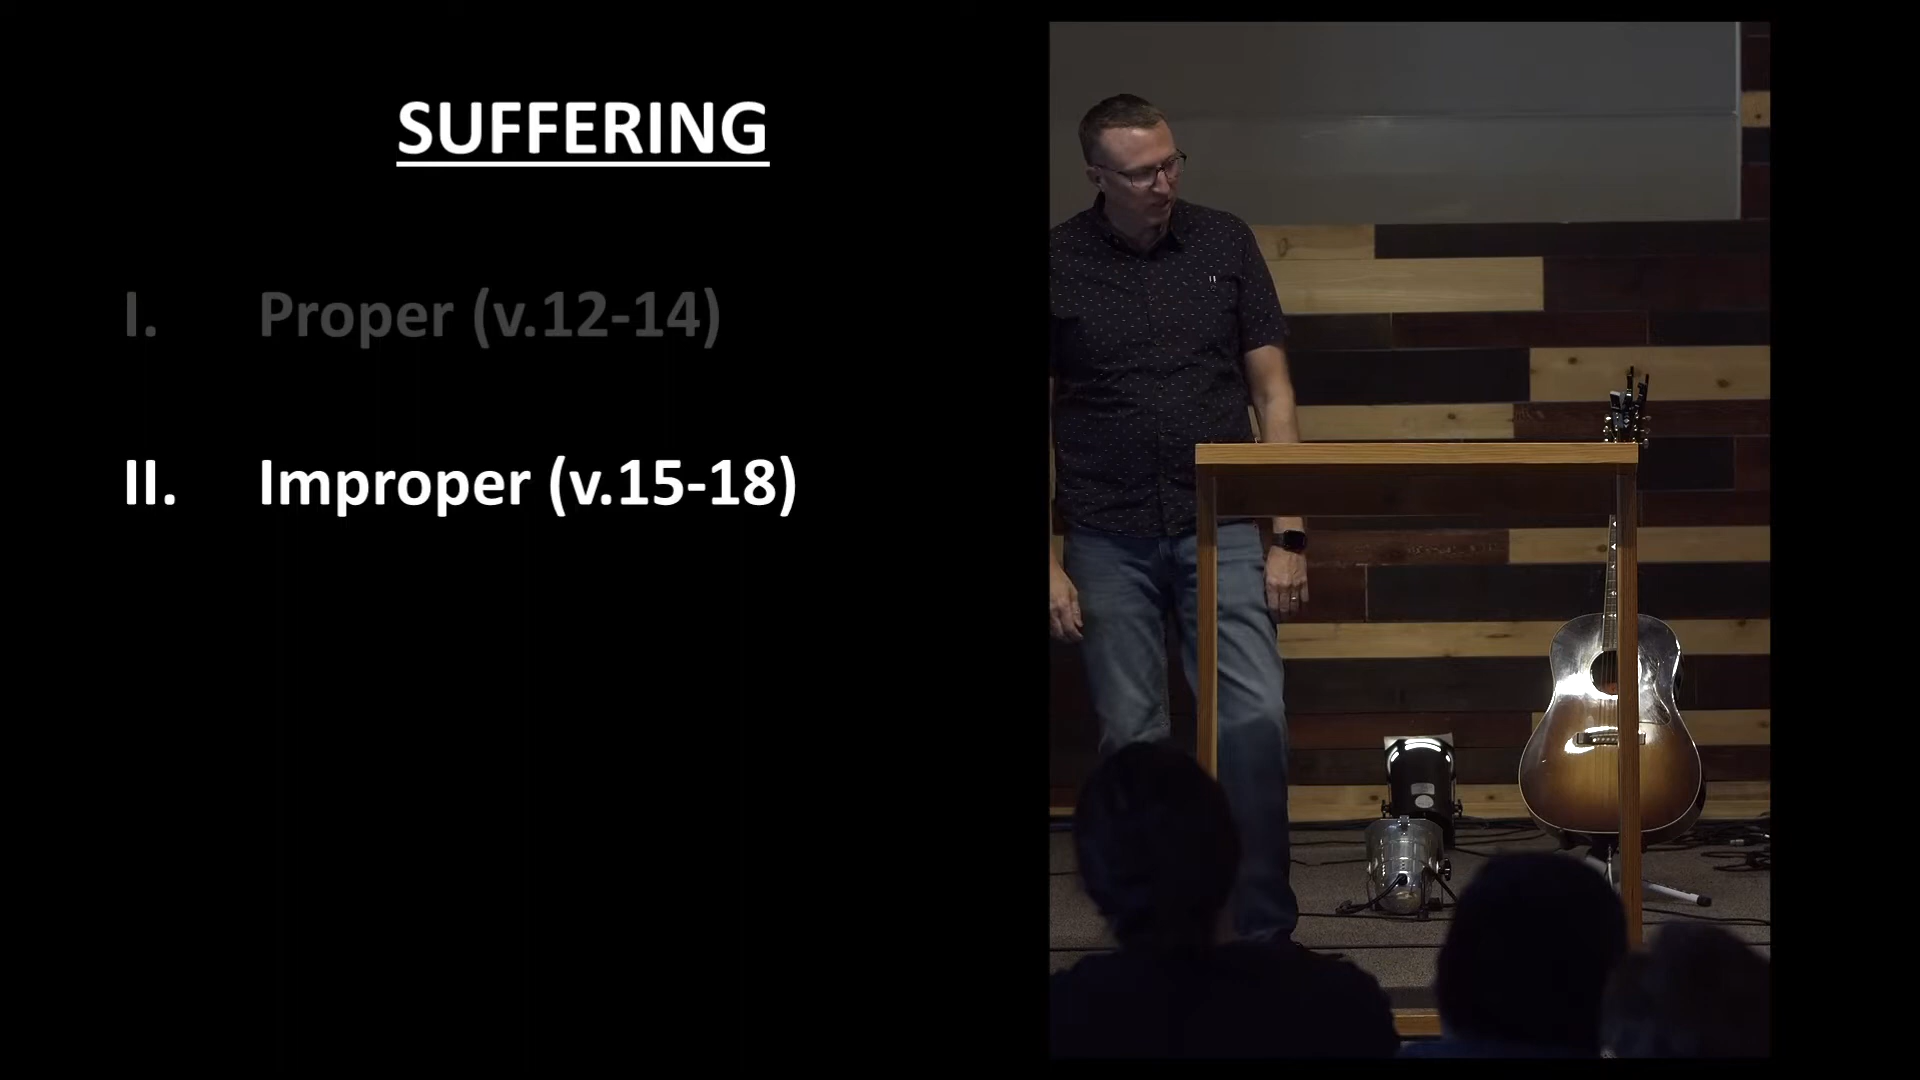 SUFFERING
I. Proper (v.12-14)
II. Improper (v.15-18)